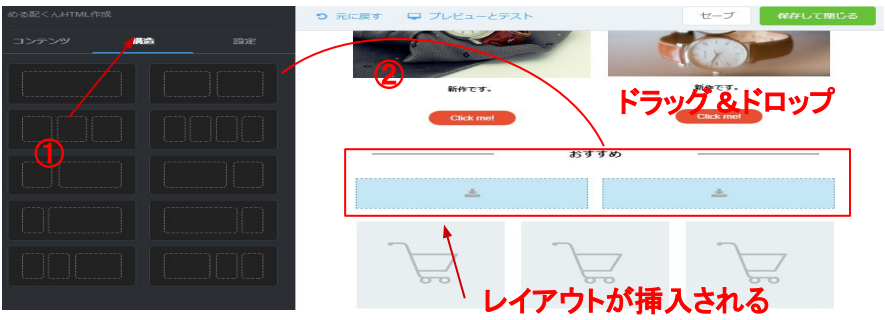 める配くんHTML作成
元に戻す
プレビューとテスト
セーブ
保存して閉じる
コンテンツ
構造
設定
①
②
新作です。
新作です。
ドラッグ&ドロップ
Click me!
Click me!
おすすめ
レイアウトが挿入される